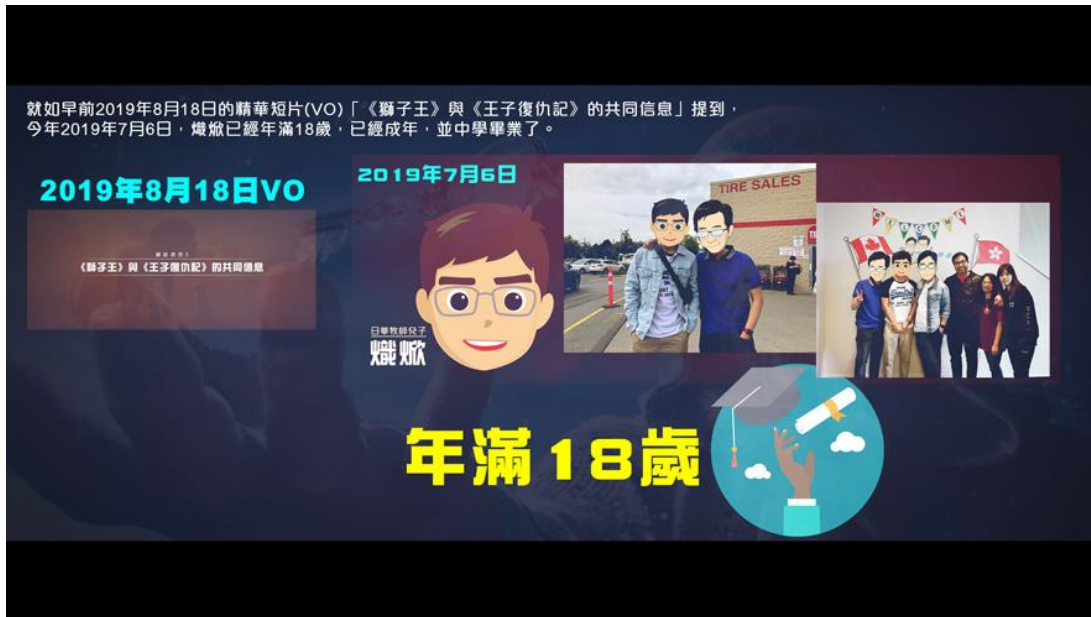 就如早前2019年8月18日的精華短片(VO)「《獅子王》與《王子復仇記》的共同信息」提到，
今年2019年7月6日，熾焮已經年滿18歲，已經成年，並中學畢業了。
2019年8月18日VO
《獅子王》與《王子復仇記》的共同信息
2019年7月6日
日華牧師兒子
熾焮
TIRE SALES
WELCOME
年滿18歲